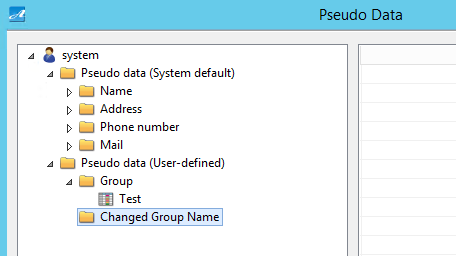 Pseudo Data
system
Pseudo data (System default)
Name
Address
Phone number
Mail
Pseudo data (User-defined)
Group
Test
Changed Group Name